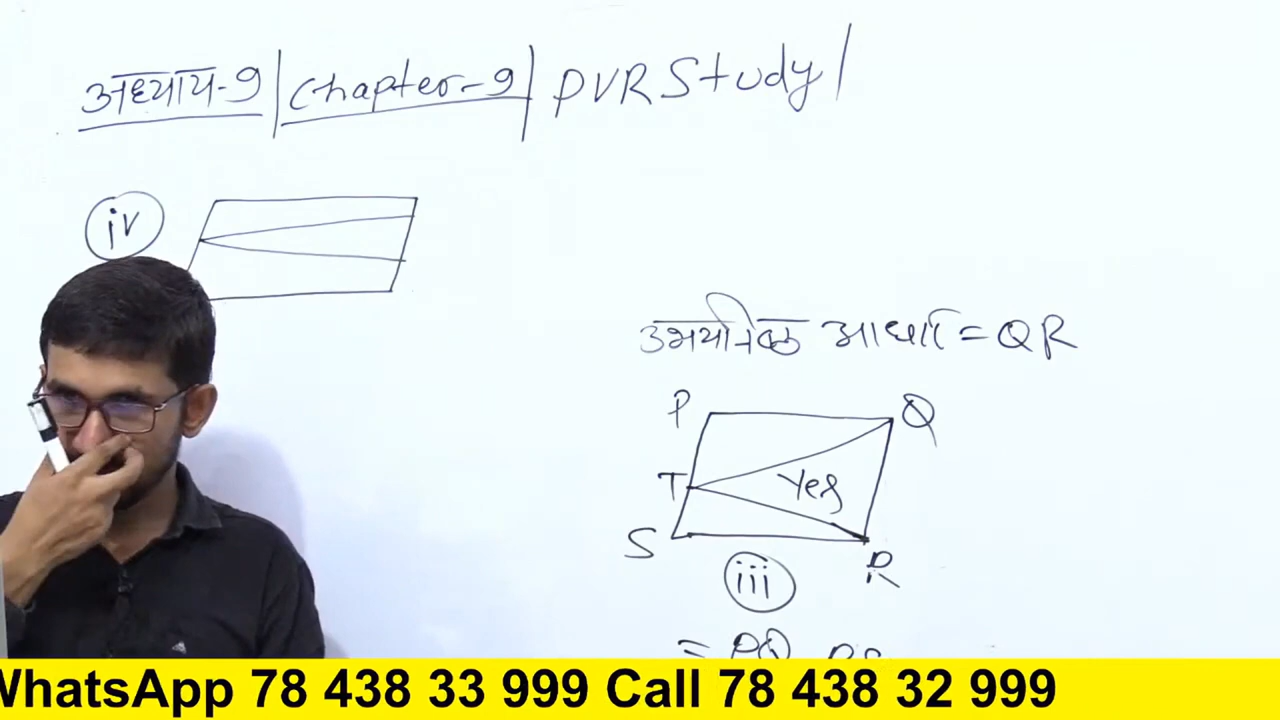 अध्याय-9 | Chapter-9 | PVR Study |
iv
उभयनिष्ठ आधार = QR
P Q
T Yes
S R
iii
WhatsApp 78 438 33 999 Call 78 438 32 999